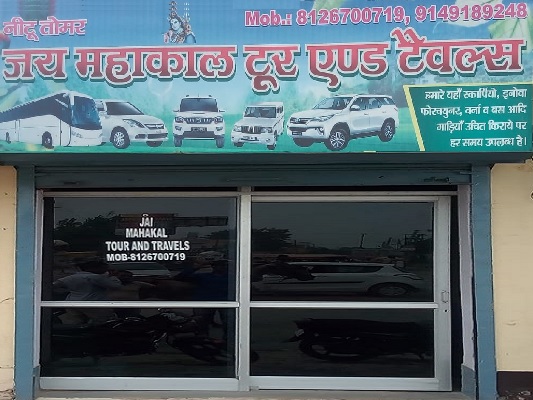 Mob.: 8126700719, 9149189248
नीटू तोमर
जय महाकाल टूर एण्ड टैवल्स
हमारे यहाँ स्कार्पियो, इनोवा
फोरच्युनर, वर्ना व बस आदि
गाड़ियाँ उचित किराये पर
हर समय उपलब्ध है।
JAI
MAHAKAL
TOUR AND TRAVELS
MOB-8126700719